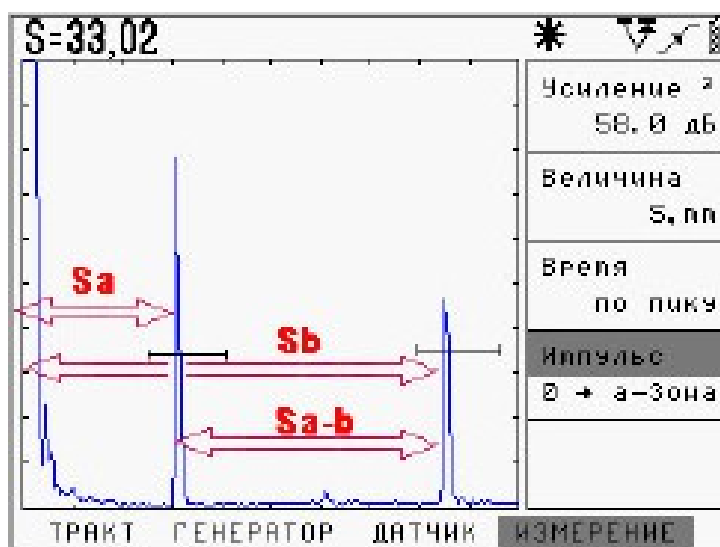 S=33,02
Усиление
58.0 дБ
Величина
S,mm
Время
по пику
Импульс
0 → а-Зона
Sa
Sb
Sa-b
ТРАКТ ГЕНЕРАТОР ДАТЧИК ИЗМЕРЕНИЕ